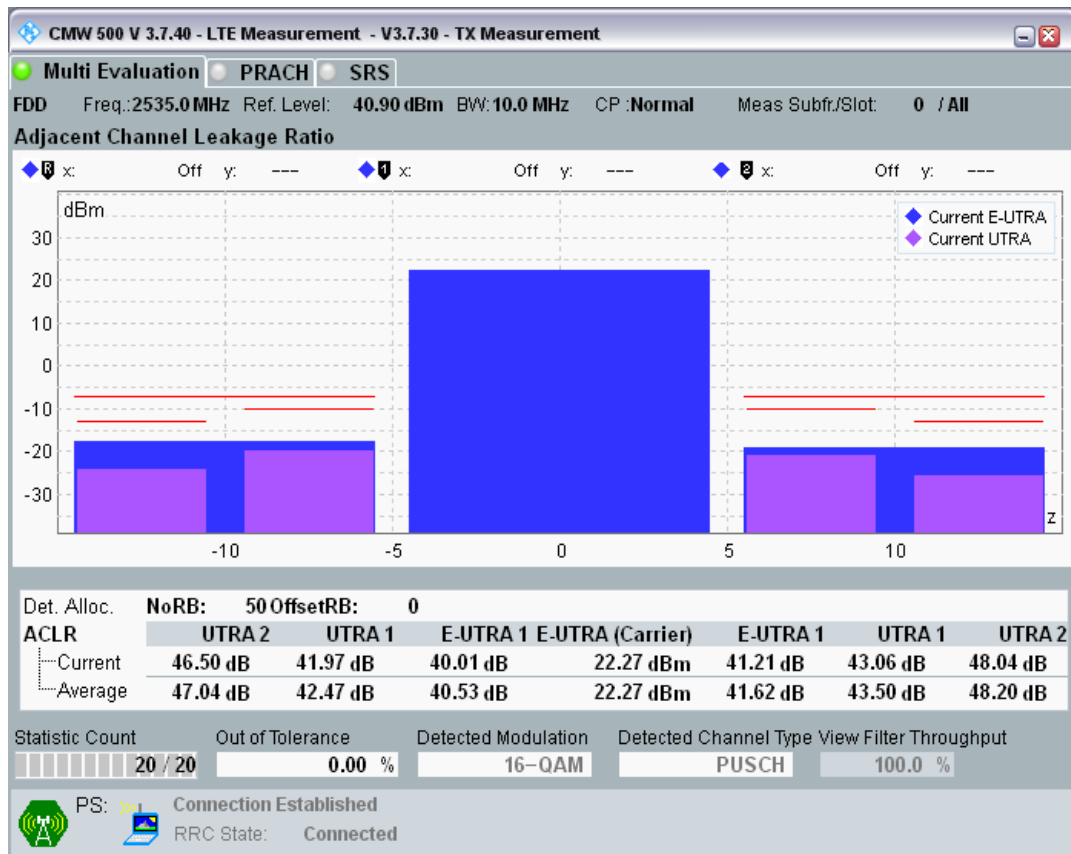 CMW 500 V 3.7.40 - LTE Measurement - V3.7.30 - TX Measurement
Multi Evaluation PRACH SRS
FDD Freq.:2535.0 MHz Ref. Level: 40.90 dBm BW:10.0 MHz CP :Normal Meas Subfr./Slot: 0 / All
Adjacent Channel Leakage Ratio
R x: Off y: --- 1 x: Off y: --- 2 x: Off y: ---
dBm
Current E-UTRA
Current UTRA
30
20
10
0
-10
-20
-30
z
-10 -5 0 5 10
Det. Alloc. NoRB: 50 OffsetRB: 0
ACLR UTRA 2 UTRA 1 E-UTRA 1 E-UTRA (Carrier) E-UTRA 1 UTRA 1 UTRA 2
Current 46.50 dB 41.97 dB 40.01 dB 22.27 dBm 41.21 dB 43.06 dB 48.04 dB
Average 47.04 dB 42.47 dB 40.53 dB 22.27 dBm 41.62 dB 43.50 dB 48.20 dB
Statistic Count Out of Tolerance Detected Modulation Detected Channel Type View Filter Throughput
20 / 20 0.00 % 16-QAM PUSCH 100.0 %
PS: Connection Established
RRC State: Connected